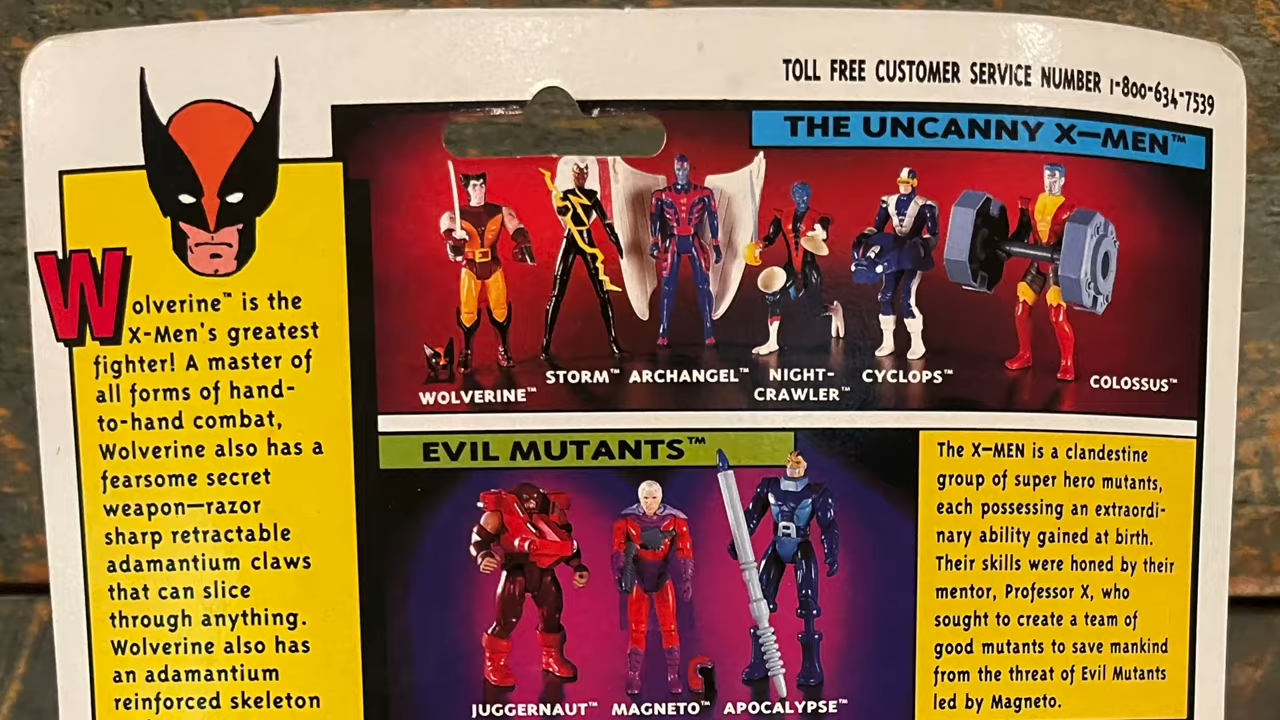 TOLL FREE CUSTOMER SERVICE NUMBER 1-800-634-7539
Wolverine™ is the
X-Men's greatest
fighter! A master of
all forms of hand-
to-hand combat,
Wolverine also has a
fearsome secret
weapon—razor
sharp retractable
adamantium claws
that can slice
through anything.
Wolverine also has
an adamantium
reinforced skeleton
THE UNCANNY X-MEN™
WOLVERINE™
STORM™
ARCHANGEL™
NIGHT-
CRAWLER™
CYCLOPS™
COLOSSUS™
EVIL MUTANTS™
JUGGERNAUT™
MAGNETO™
APOCALYPSE™
The X-MEN is a clandestine
group of super hero mutants,
each possessing an extraordi-
nary ability gained at birth.
Their skills were honed by their
mentor, Professor X, who
sought to create a team of
good mutants to save mankind
from the threat of Evil Mutants
led by Magneto.